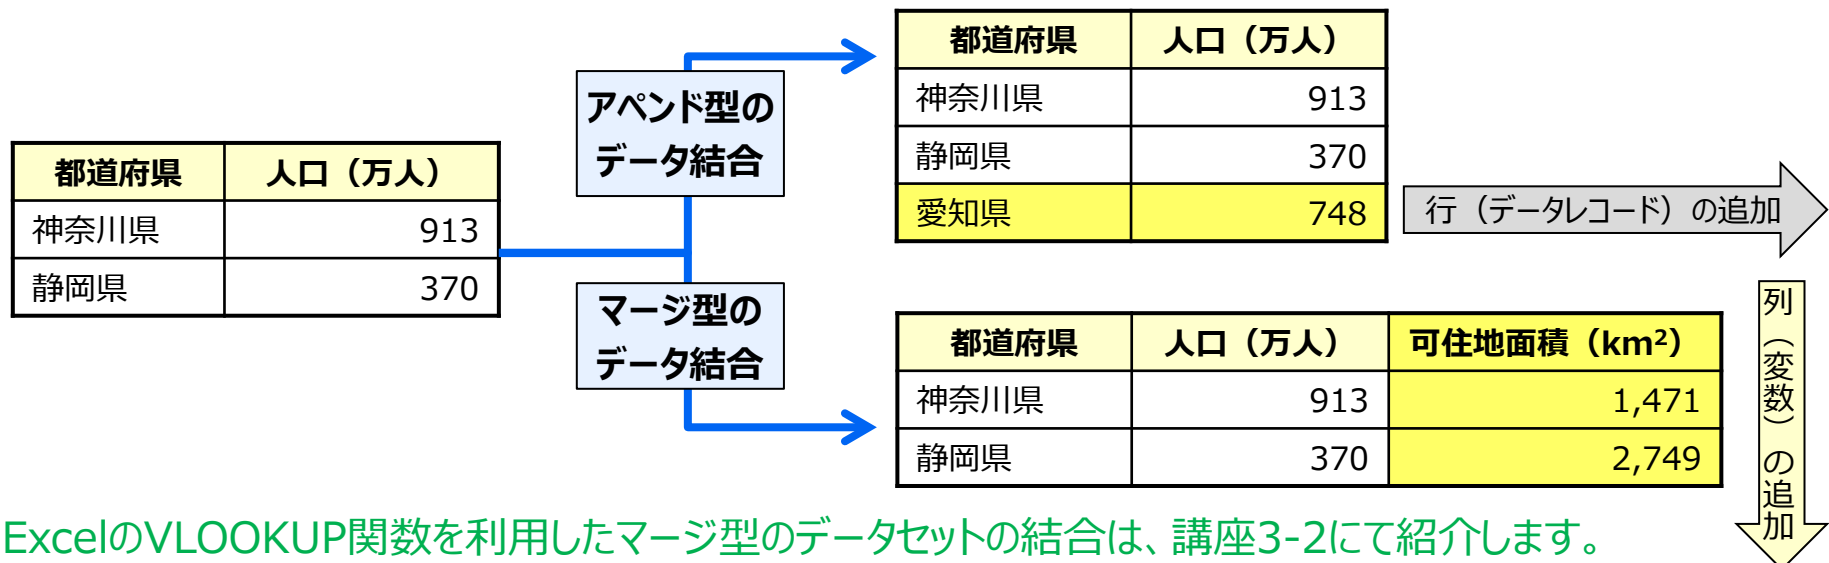 都道府県 人口（万人）
神奈川県 913
静岡県 370
アペンド型の
データ結合
マージ型の
データ結合
都道府県 人口（万人）
神奈川県 913
静岡県 370
愛知県 748
行（データレコード）の追加
都道府県 人口（万人） 可住地面積（km²）
神奈川県 913 1,471
静岡県 370 2,749
列（変数）の追加
ExcelのVLOOKUP関数を利用したマージ型のデータセットの結合は、講座3-2にて紹介します。